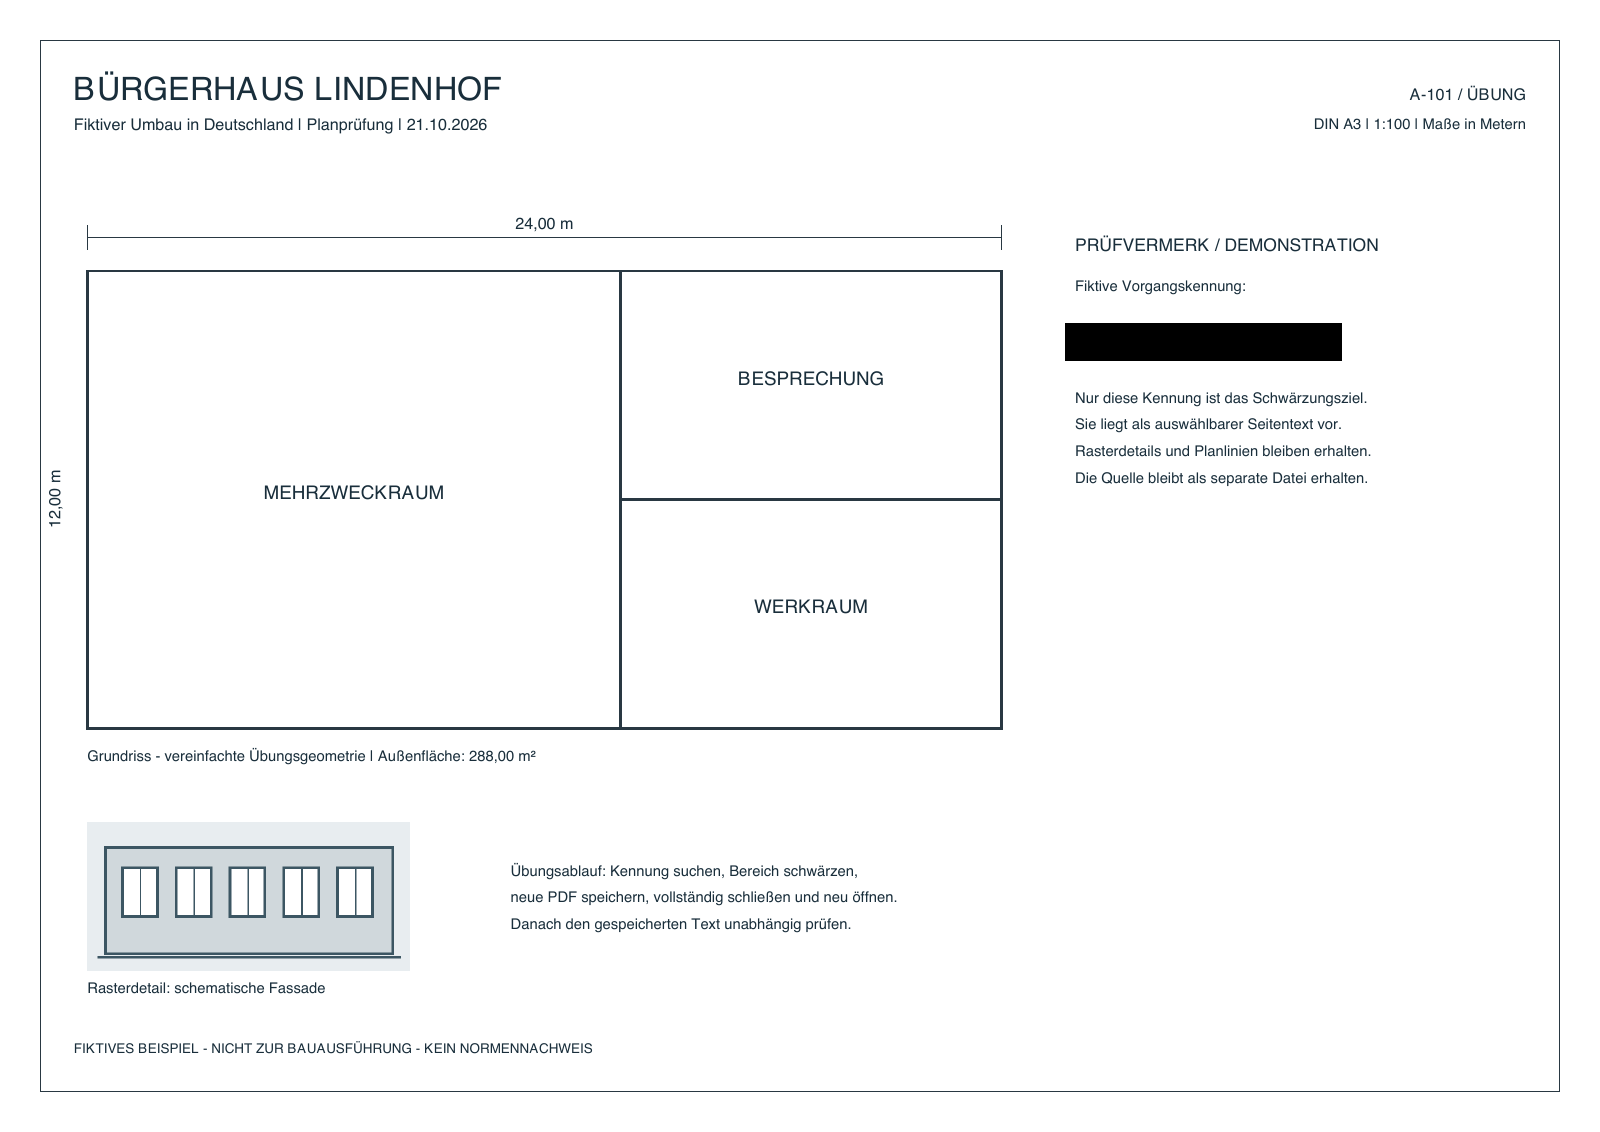 BÜRGERHAUS LINDENHOF
Fiktiver Umbau in Deutschland | Planprüfung | 21.10.2026
A-101 / ÜBUNG
DIN A3 | 1:100 | Maße in Metern
24,00 m
12,00 m
MEHRZWECKRAUM
BESPRECHUNG
WERKRAUM
Grundriss - vereinfachte Übungsgeometrie | Außenfläche: 288,00 m²
PRÜFVERMERK / DEMONSTRATION
Fiktive Vorgangskennung:
Nur diese Kennung ist das Schwärzungsziel.
Sie liegt als auswählbarer Seitentext vor.
Rasterdetails und Planlinien bleiben erhalten.
Die Quelle bleibt als separate Datei erhalten.
Rasterdetail: schematische Fassade
Übungsablauf: Kennung suchen, Bereich schwärzen,
neue PDF speichern, vollständig schließen und neu öffnen.
Danach den gespeicherten Text unabhängig prüfen.
FIKTIVES BEISPIEL - NICHT ZUR BAUAUSFÜHRUNG - KEIN NORMENNACHWEIS